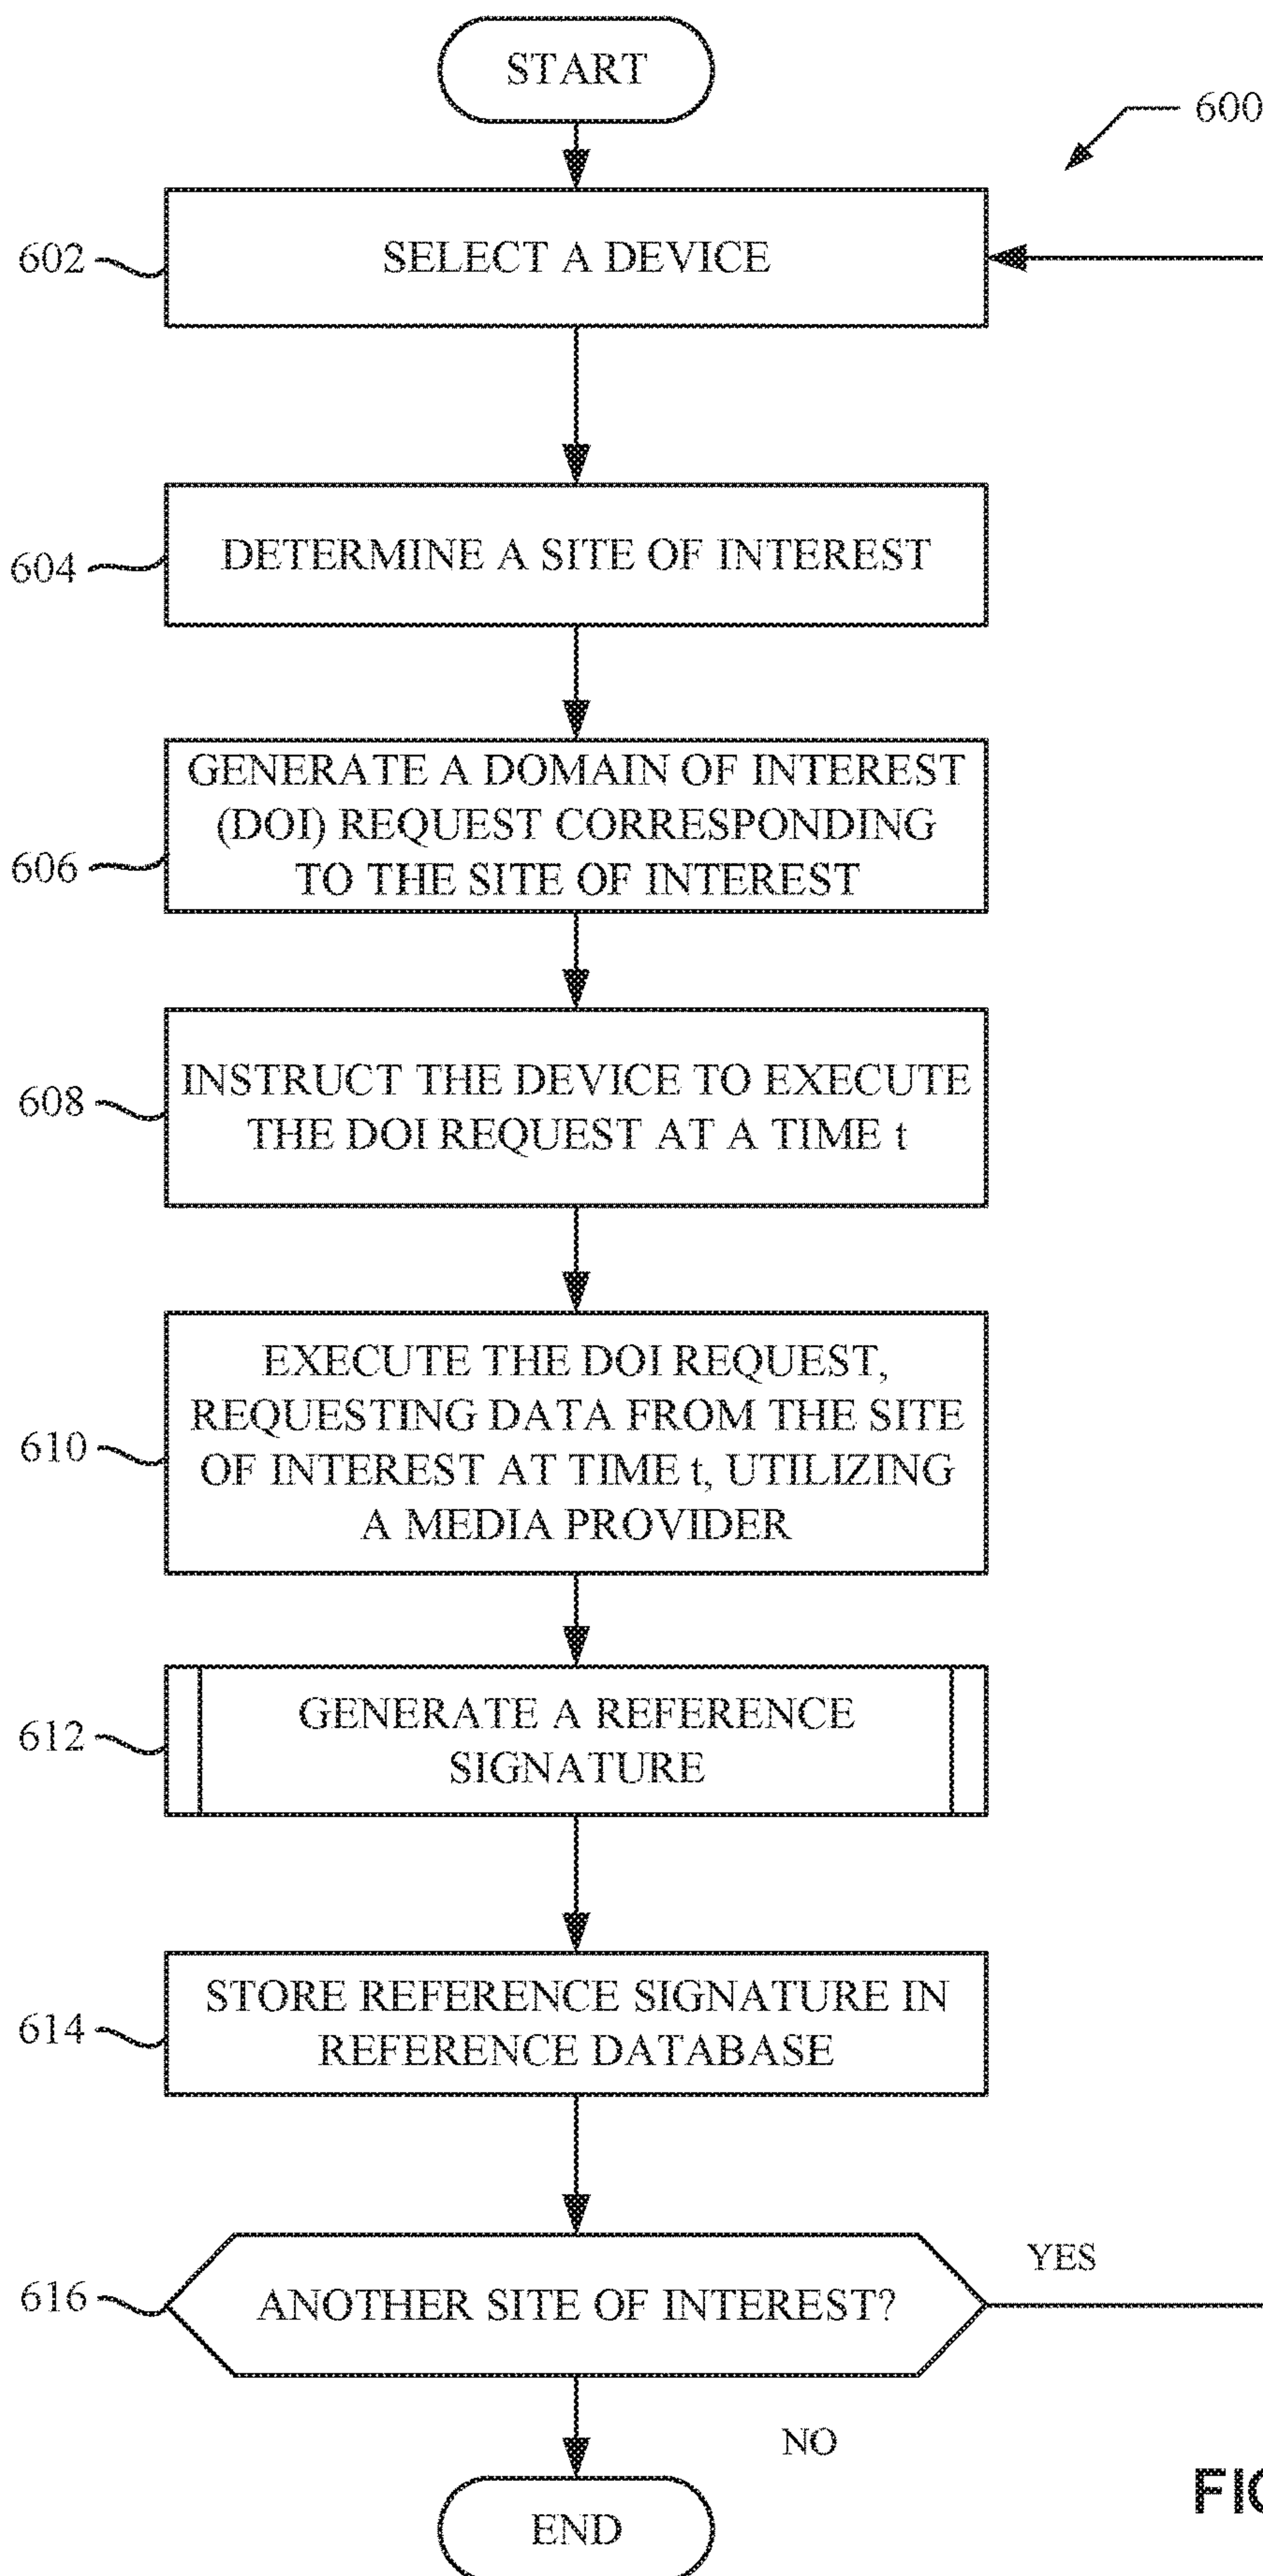 START
600
602
SELECT A DEVICE
604
DETERMINE A SITE OF INTEREST
606
GENERATE A DOMAIN OF INTEREST
(DOI) REQUEST CORRESPONDING
TO THE SITE OF INTEREST
608
INSTRUCT THE DEVICE TO EXECUTE
THE DOI REQUEST AT A TIME t
610
EXECUTE THE DOI REQUEST,
REQUESTING DATA FROM THE SITE
OF INTEREST AT TIME t, UTILIZING
A MEDIA PROVIDER
612
GENERATE A REFERENCE
SIGNATURE
614
STORE REFERENCE SIGNATURE IN
REFERENCE DATABASE
616
ANOTHER SITE OF INTEREST?
YES
NO
END